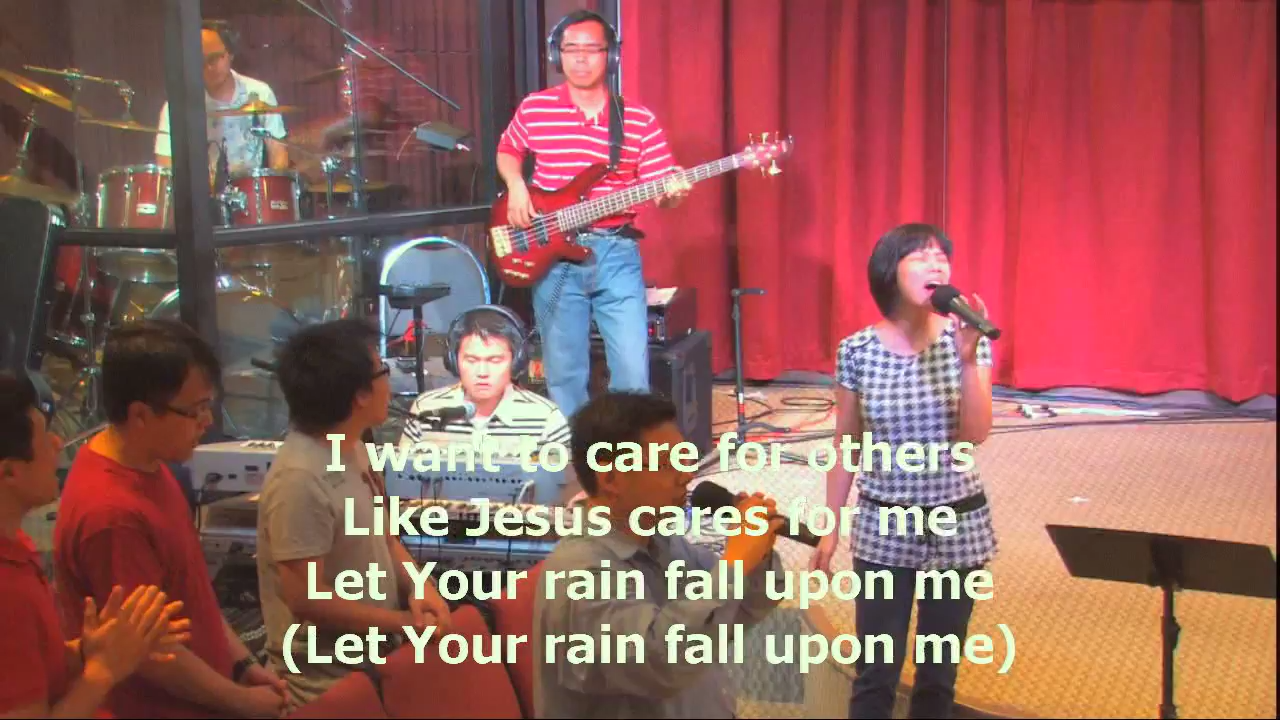 I want to care for others
Like Jesus cares for me
Let Your rain fall upon me
(Let Your rain fall upon me)